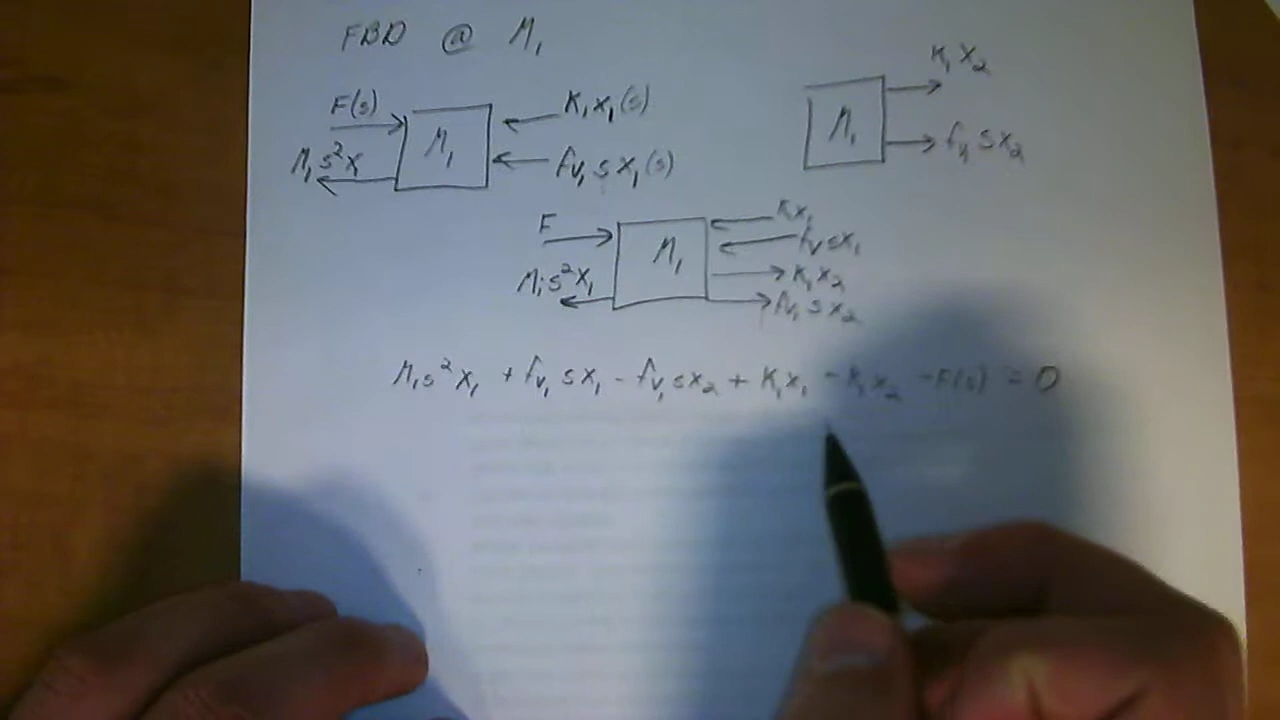 FBD @ M₁
F(s) K₁x₁(s)
M₁
M₁s²x fv₁sx₁(s)
K₁x₂
M₁
fv₁sx₂
F Kx₁
M₁ fvsx₁
M₁s²x₁ K₁x₂
fv₁sx₂
M₁s²x₁ + fv₁sx₁ - fv₁sx₂ + K₁x₁ - K₁x₂ - F(s) = 0